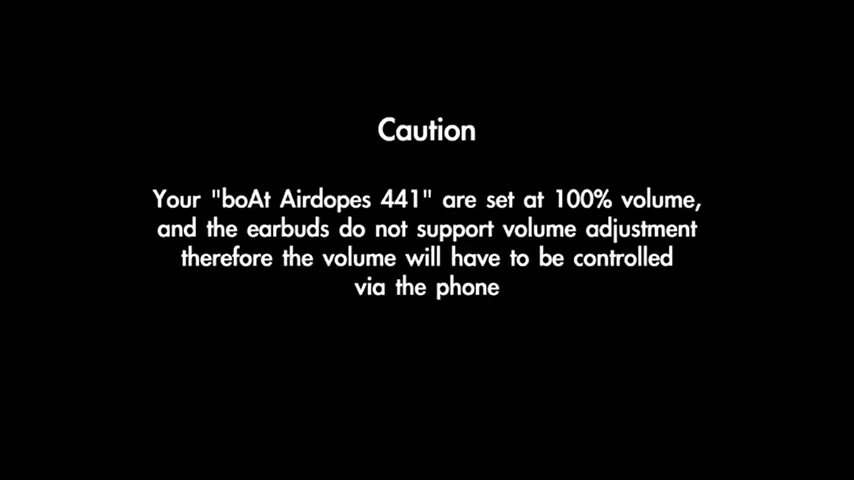 Caution
Your "boAt Airdopes 441" are set at 100% volume,
and the earbuds do not support volume adjustment
therefore the volume will have to be controlled
via the phone